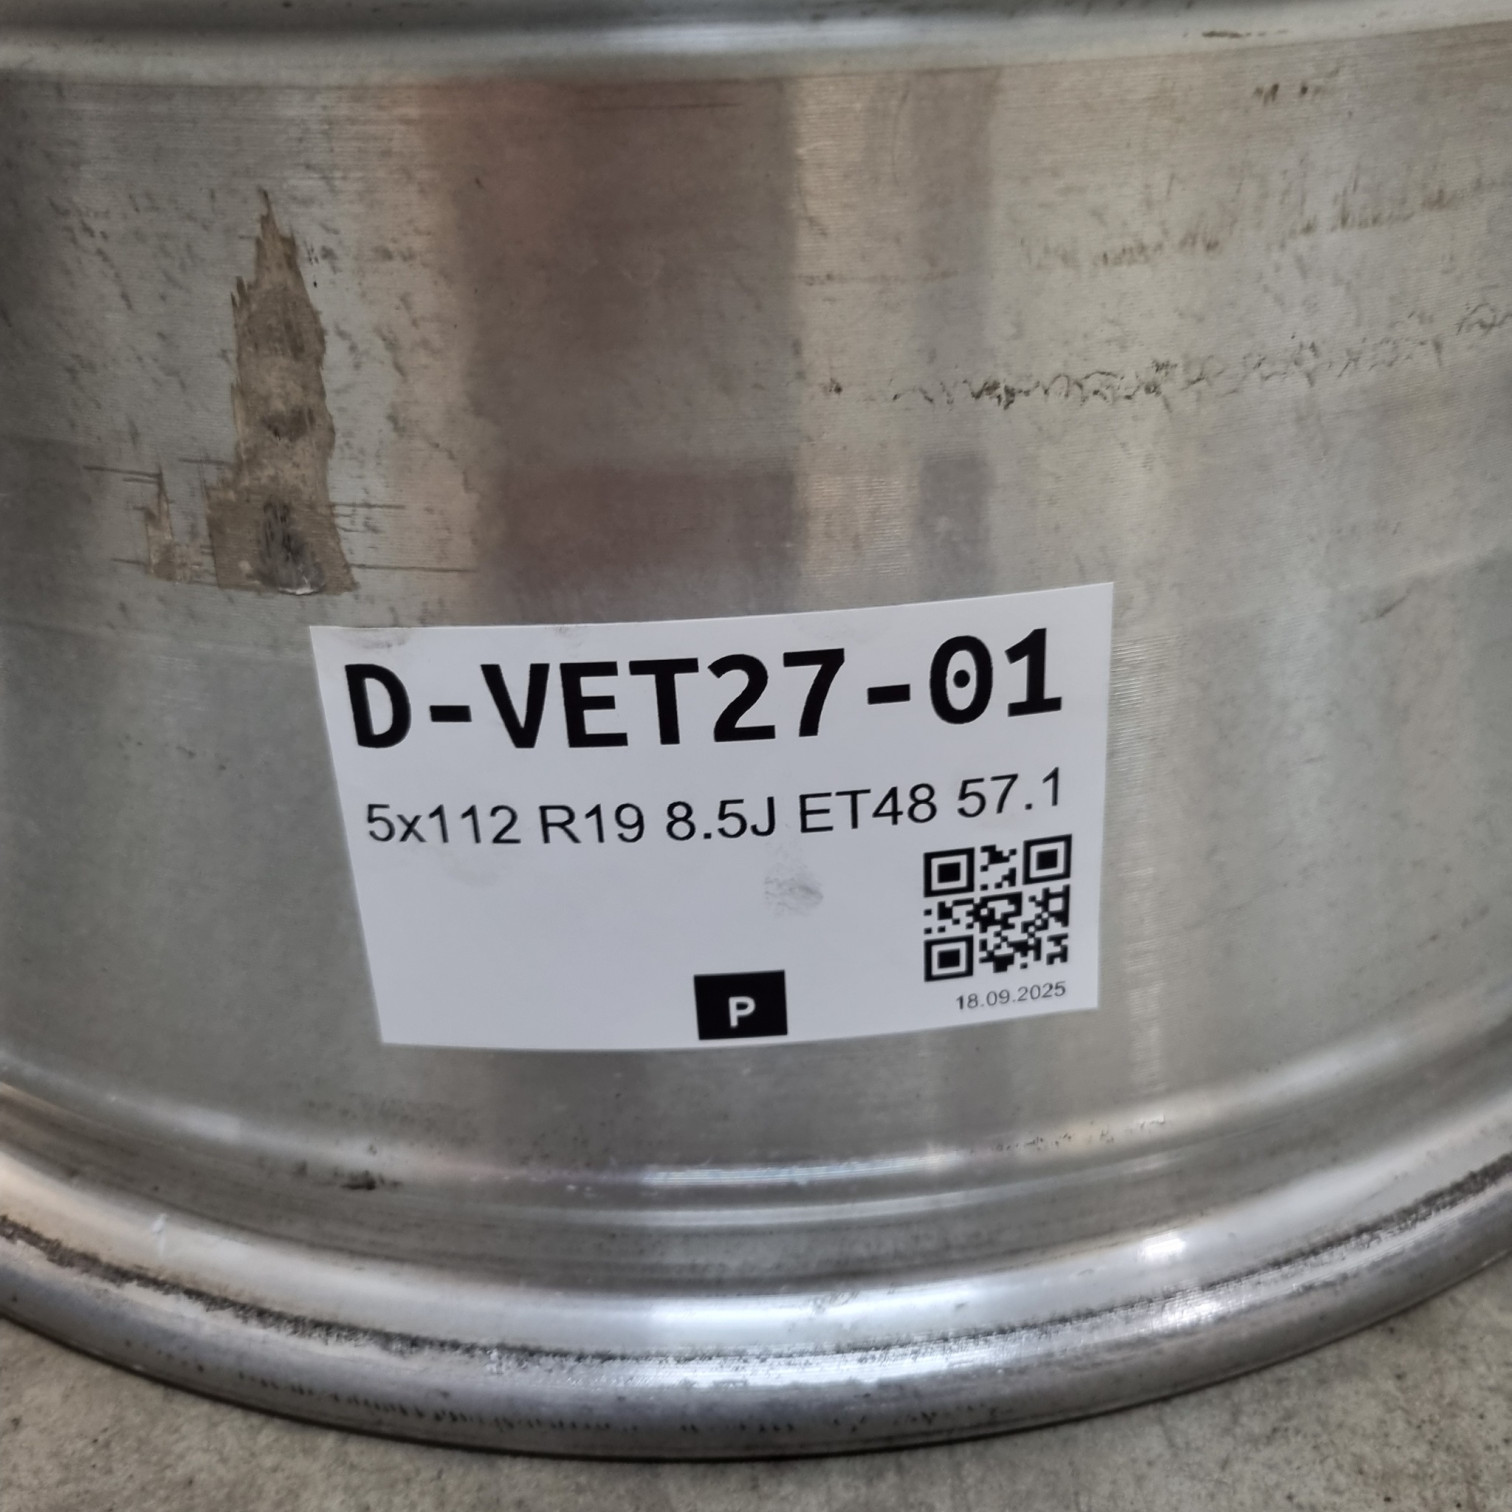 D-VET27-01
5x112 R19 8.5J ET48 57.1
P
18.09.2025